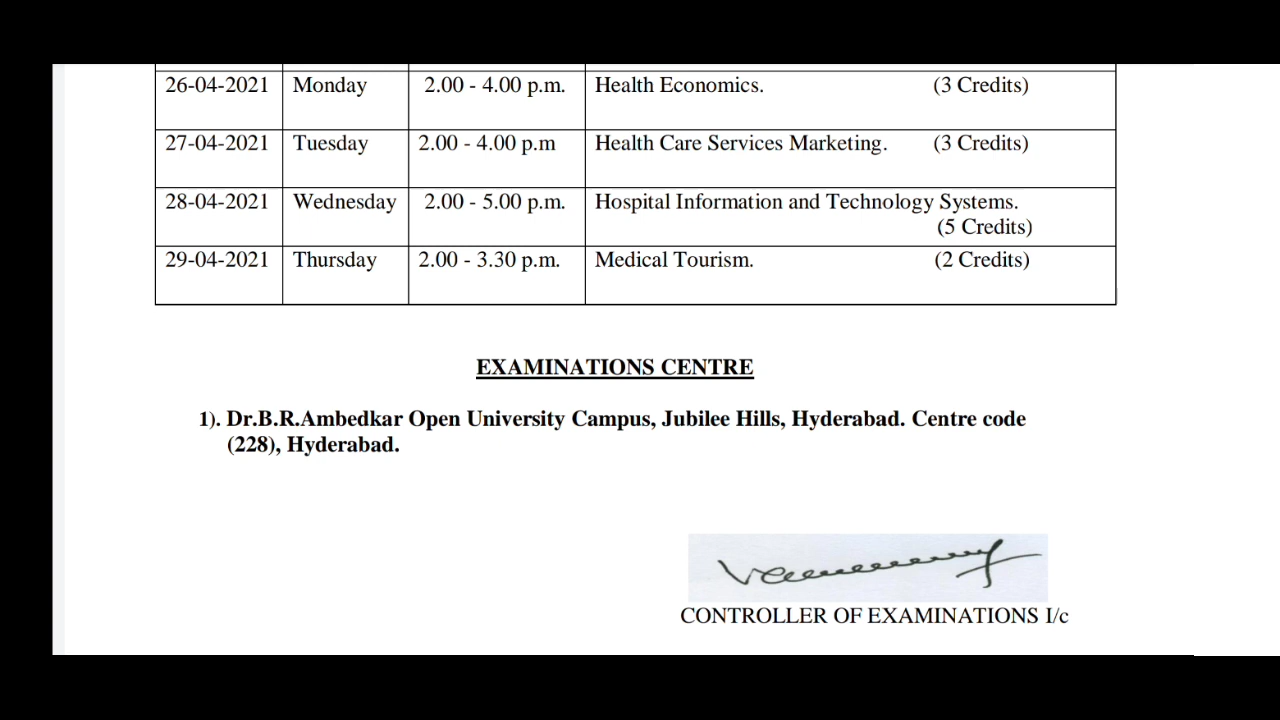 26-04-2021 Monday 2.00 - 4.00 p.m. Health Economics. (3 Credits)
27-04-2021 Tuesday 2.00 - 4.00 p.m Health Care Services Marketing. (3 Credits)
28-04-2021 Wednesday 2.00 - 5.00 p.m. Hospital Information and Technology Systems.
(5 Credits)
29-04-2021 Thursday 2.00 - 3.30 p.m. Medical Tourism. (2 Credits)
EXAMINATIONS CENTRE
1). Dr.B.R.Ambedkar Open University Campus, Jubilee Hills, Hyderabad. Centre code
(228), Hyderabad.
CONTROLLER OF EXAMINATIONS I/c